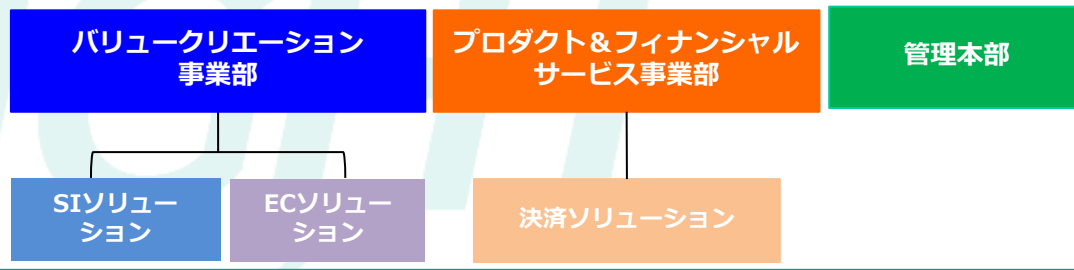 バリュークリエーション
事業部
プロダクト&フィナンシャル
サービス事業部
管理本部
SIソリュー
ション
ECソリュー
ション
決済ソリューション